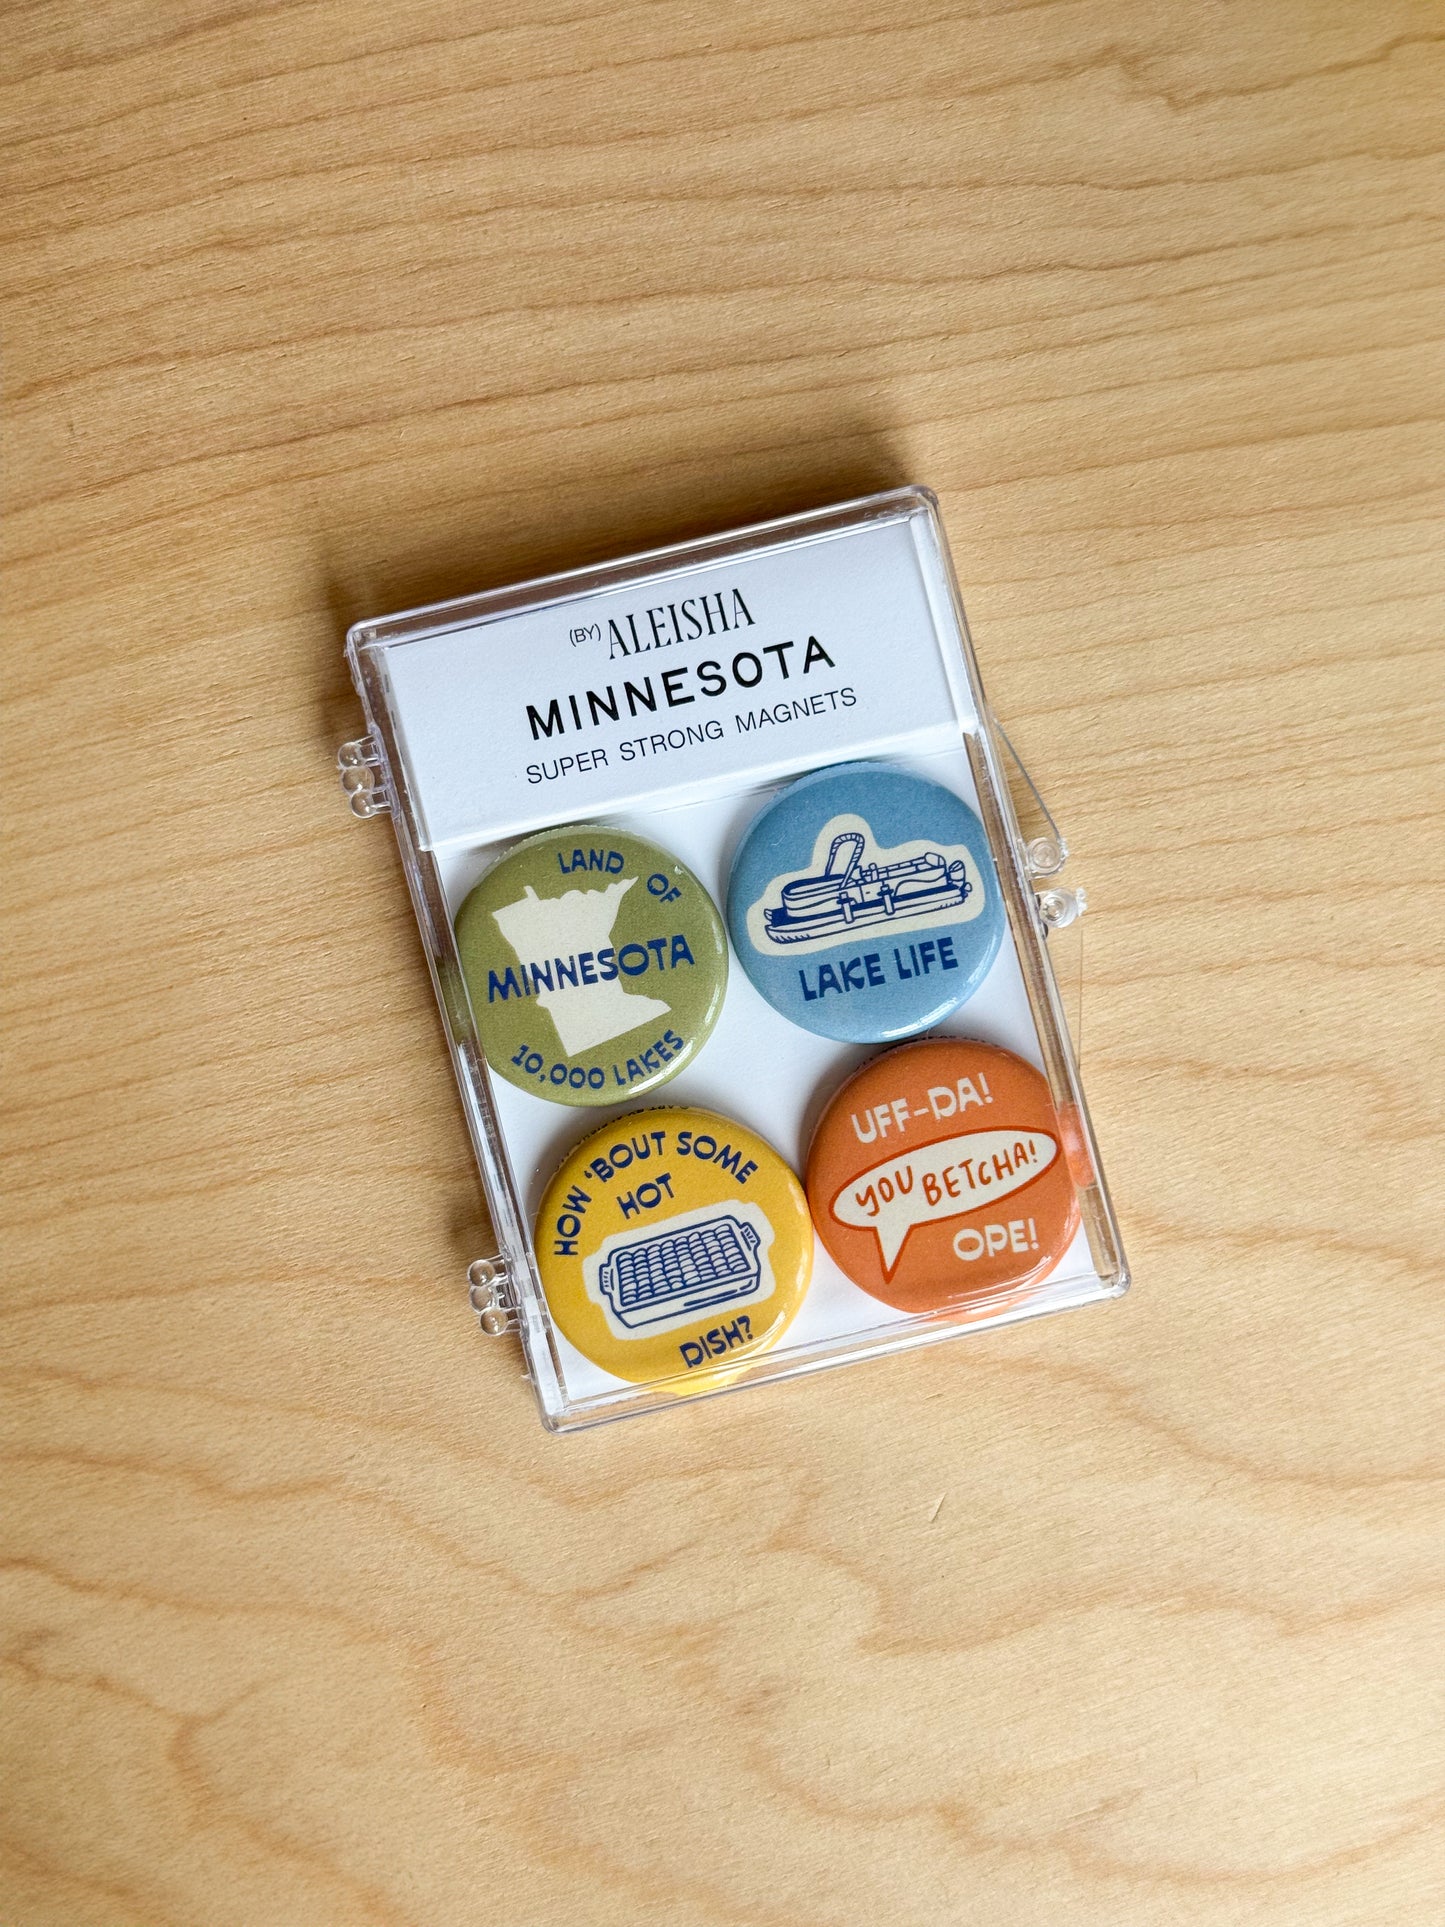 (BY) ALEISHA
MINNESOTA
SUPER STRONG MAGNETS
LAND OF
MINNESOTA
10,000 LAKES
LAKE LIFE
HOW 'BOUT SOME
HOT
DISH?
UFF-DA!
YOU BETCHA!
OPE!